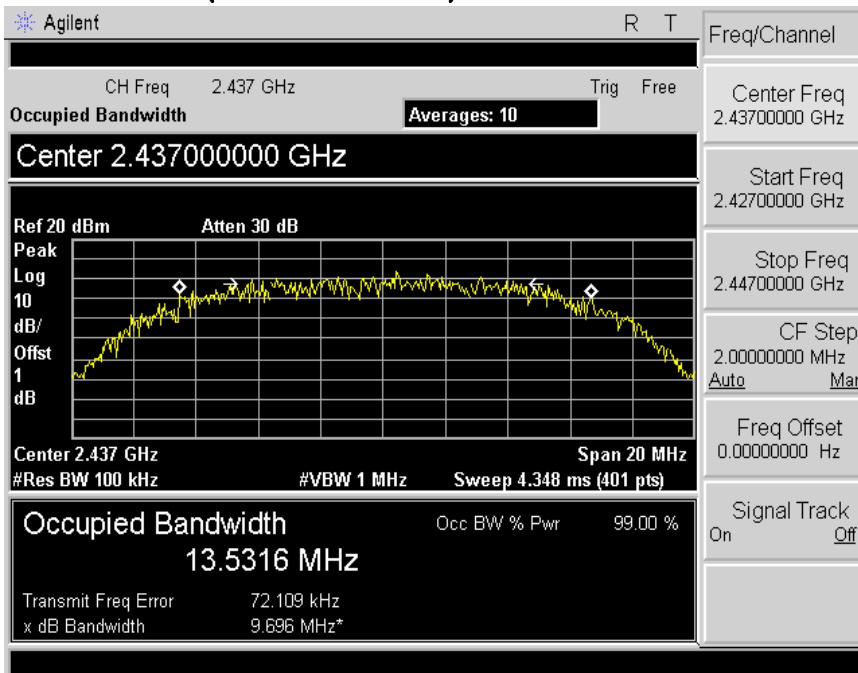 Agilent R T
CH Freq 2.437 GHz Trig Free
Occupied Bandwidth Averages: 10
Center 2.437000000 GHz
Ref 20 dBm Atten 30 dB
Peak
Log
10
dB/
Offst
1
dB
Center 2.437 GHz Span 20 MHz
#Res BW 100 kHz #VBW 1 MHz Sweep 4.348 ms (401 pts)
Occupied Bandwidth Occ BW % Pwr 99.00 %
13.5316 MHz
Transmit Freq Error 72.109 kHz
x dB Bandwidth 9.696 MHz*
Freq/Channel
Center Freq
2.43700000 GHz
Start Freq
2.42700000 GHz
Stop Freq
2.44700000 GHz
CF Step
2.00000000 MHz
Auto Man
Freq Offset
0.00000000 Hz
Signal Track
On Off